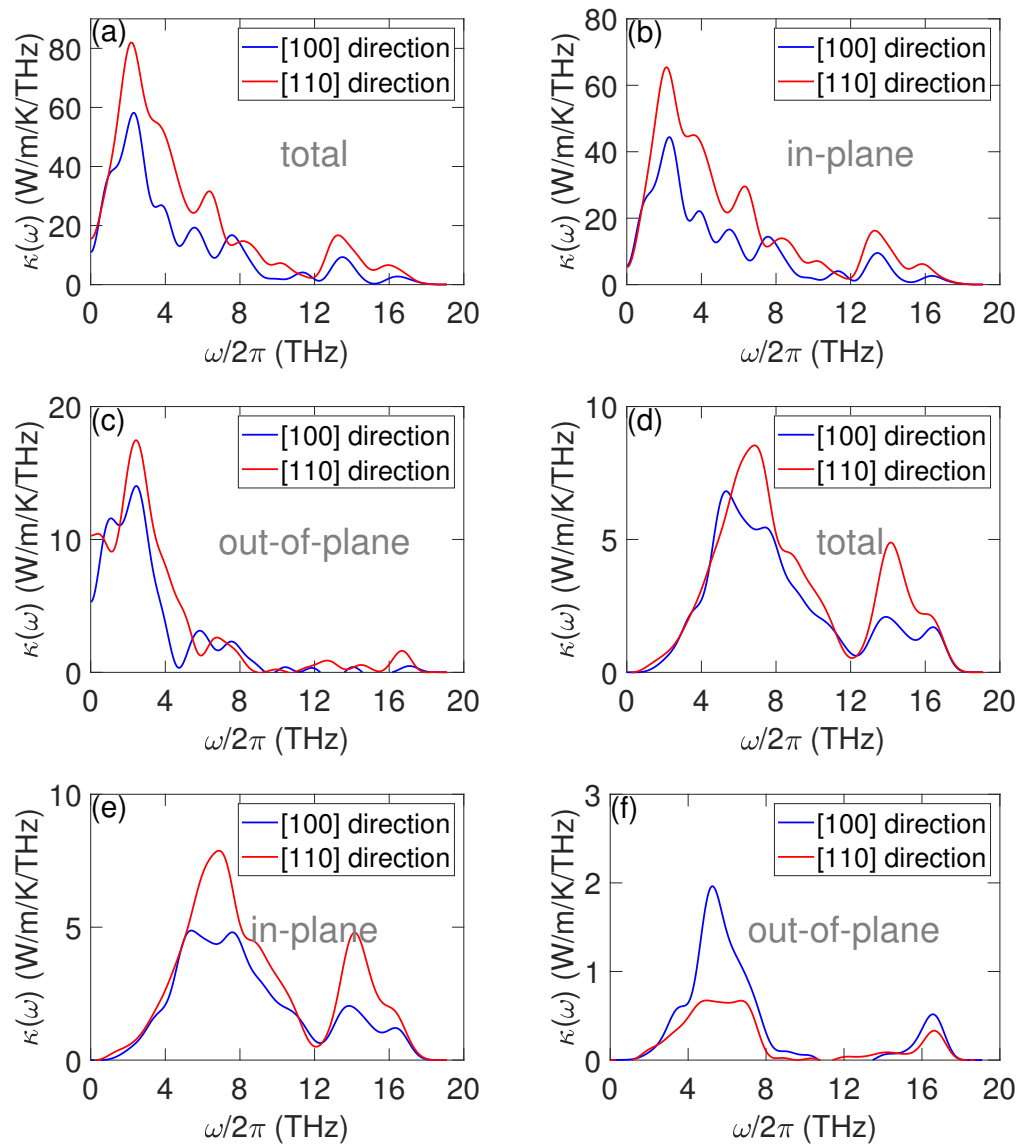 (a)
[100] direction
[110] direction
total
κ(ω) (W/m/K/THz)
80
60
40
20
0
0 4 8 12 16 20
ω/2π (THz)
(b)
[100] direction
[110] direction
in-plane
κ(ω) (W/m/K/THz)
80
60
40
20
0
0 4 8 12 16 20
ω/2π (THz)
(c)
[100] direction
[110] direction
out-of-plane
κ(ω) (W/m/K/THz)
20
10
0
0 4 8 12 16 20
ω/2π (THz)
(d)
[100] direction
[110] direction
total
κ(ω) (W/m/K/THz)
10
5
0
0 4 8 12 16 20
ω/2π (THz)
(e)
[100] direction
[110] direction
in-plane
κ(ω) (W/m/K/THz)
10
5
0
0 4 8 12 16 20
ω/2π (THz)
(f)
[100] direction
[110] direction
out-of-plane
κ(ω) (W/m/K/THz)
3
2
1
0
0 4 8 12 16 20
ω/2π (THz)